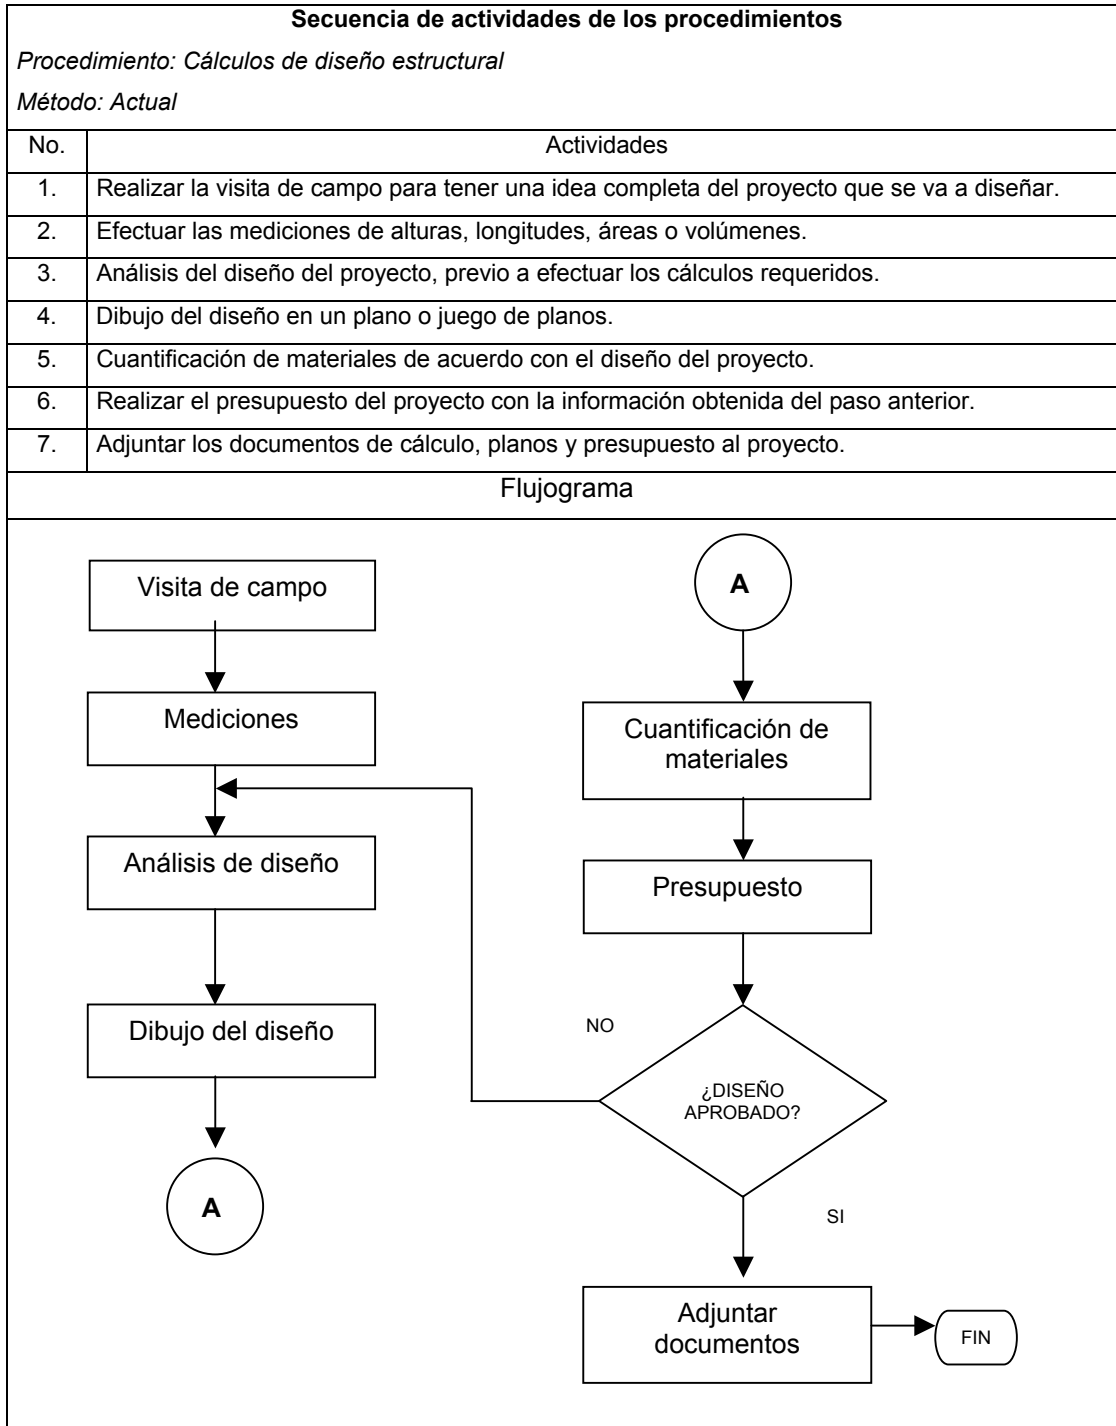 Secuencia de actividades de los procedimientos
Procedimiento: Cálculos de diseño estructural
Método: Actual
No. Actividades
1. Realizar la visita de campo para tener una idea completa del proyecto que se va a diseñar.
2. Efectuar las mediciones de alturas, longitudes, áreas o volúmenes.
3. Análisis del diseño del proyecto, previo a efectuar los cálculos requeridos.
4. Dibujo del diseño en un plano o juego de planos.
5. Cuantificación de materiales de acuerdo con el diseño del proyecto.
6. Realizar el presupuesto del proyecto con la información obtenida del paso anterior.
7. Adjuntar los documentos de cálculo, planos y presupuesto al proyecto.
Flujograma
Visita de campo
Mediciones
Análisis de diseño
Dibujo del diseño
A
A
Cuantificación de
materiales
Presupuesto
NO
¿DISEÑO
APROBADO?
SI
Adjuntar
documentos
FIN